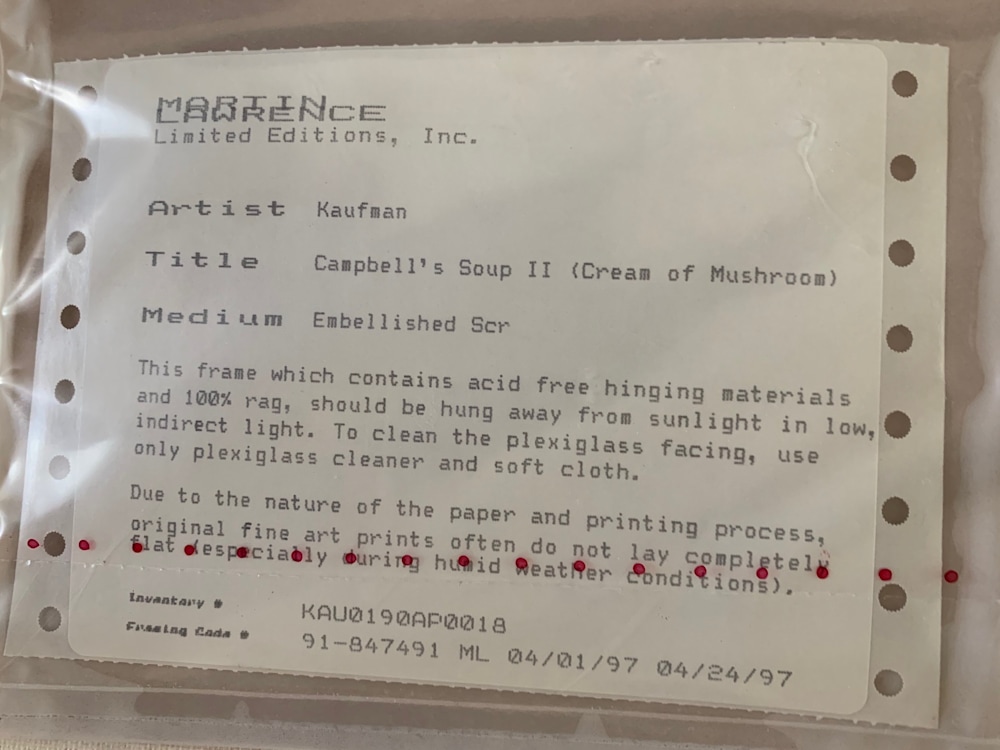 MARTIN
LAWRENCE
Limited Editions, Inc.
Artist Kaufman
Title Campbell's Soup II (Cream of Mushroom)
Medium Embellished Scr
This frame which contains acid free hinging materials
and 100% rag, should be hung away from sunlight in low,
indirect light. To clean the plexiglass facing, use
only plexiglass cleaner and soft cloth.
Due to the nature of the paper and printing process,
original fine art prints often do not lay completely
flat (especially during humid weather conditions).
Inventory # KAU0190AP0018
Framing Code # 91-847491 ML 04/01/97 04/24/97